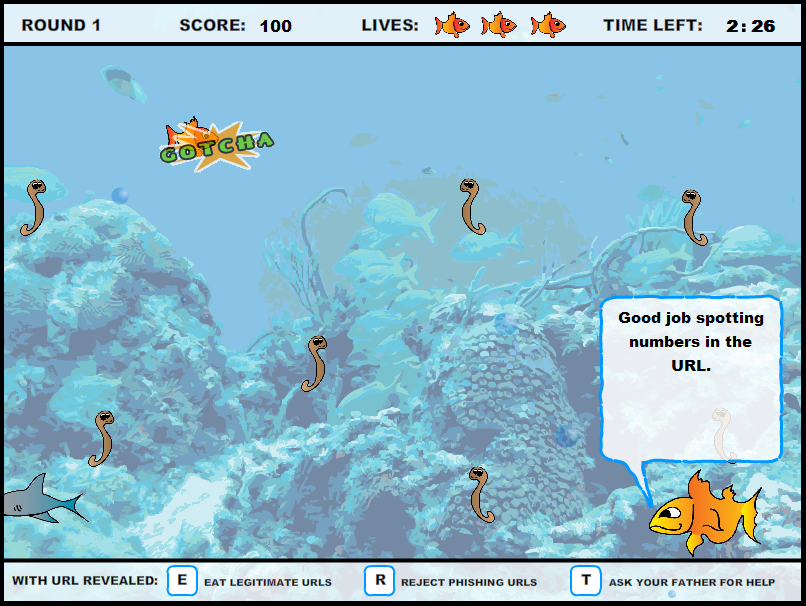 ROUND 1 SCORE: 100 LIVES: TIME LEFT: 2:26
GOTCHA
Good job spotting
numbers in the
URL.
WITH URL REVEALED: E EAT LEGITIMATE URLS R REJECT PHISHING URLS T ASK YOUR FATHER FOR HELP